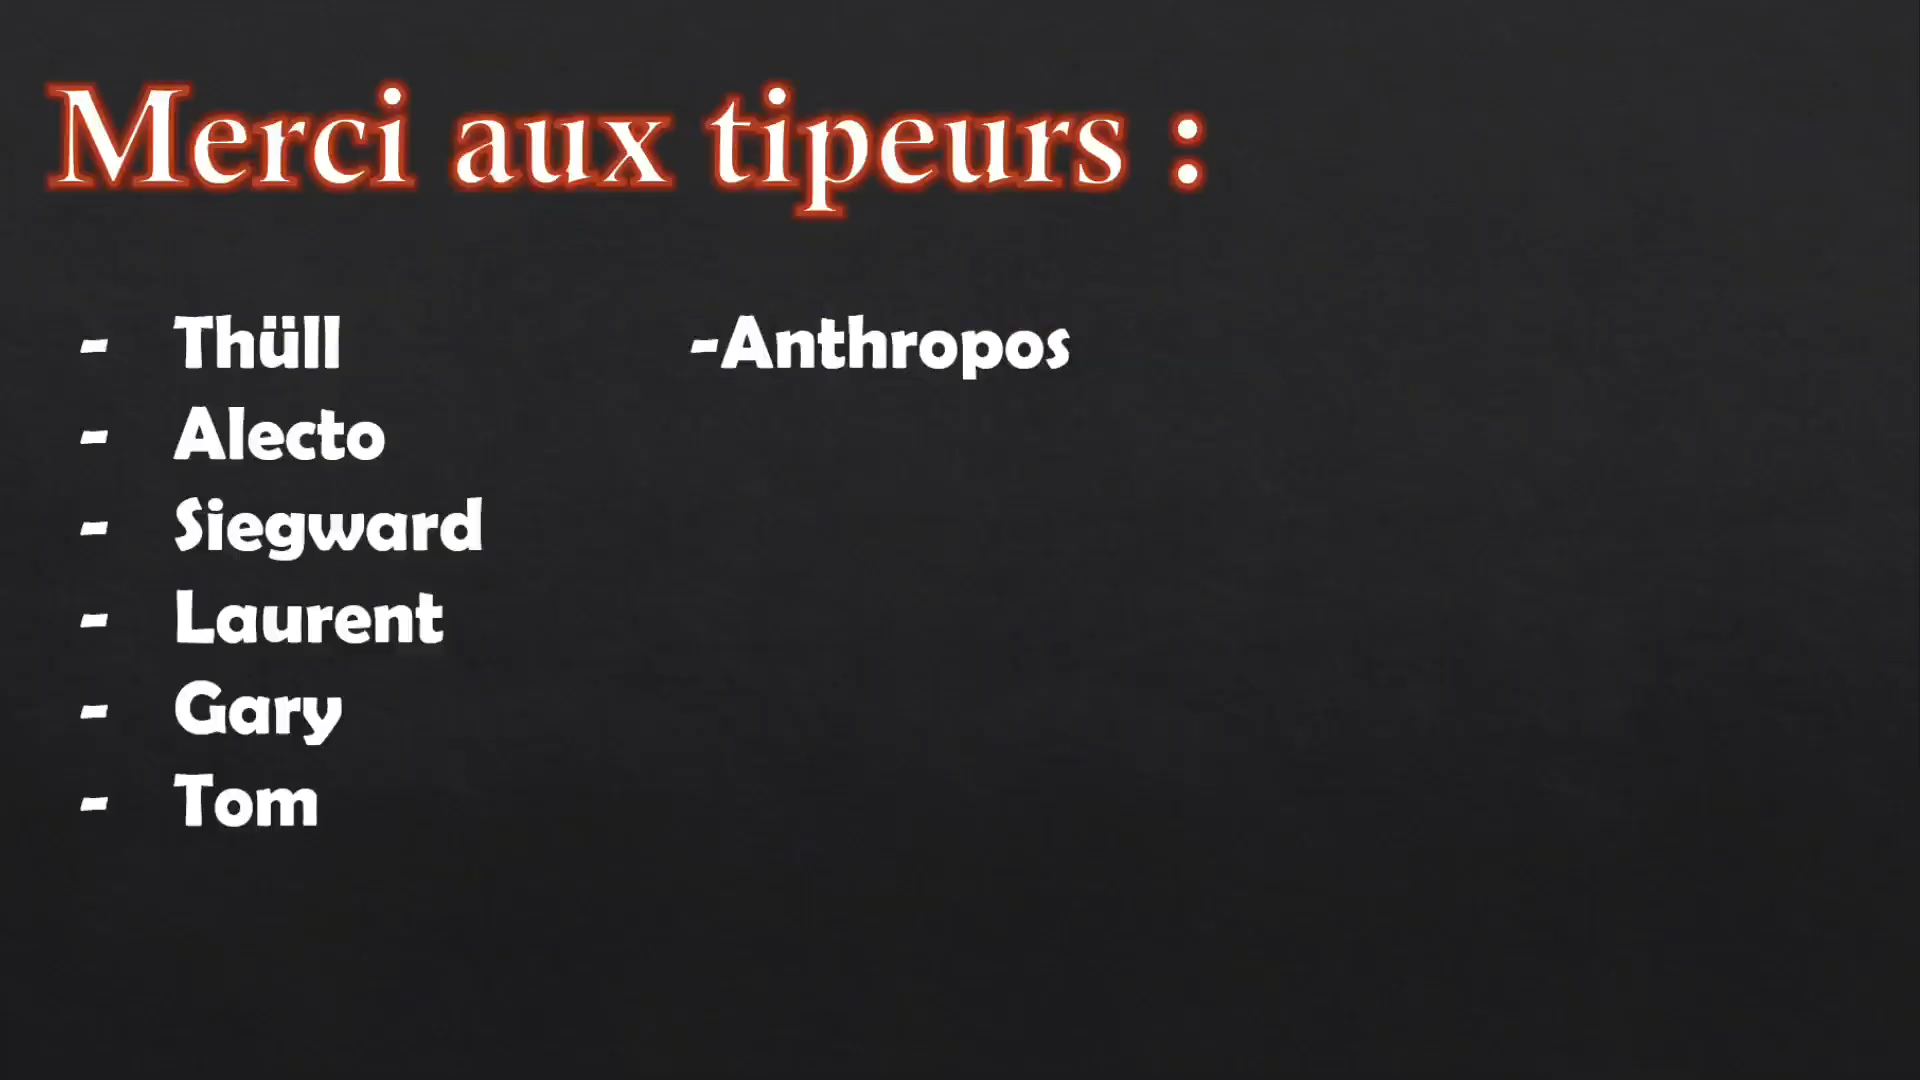 Merci aux tipeurs :
- Thüll
- Alecto
- Siegward
- Laurent
- Gary
- Tom
-Anthropos